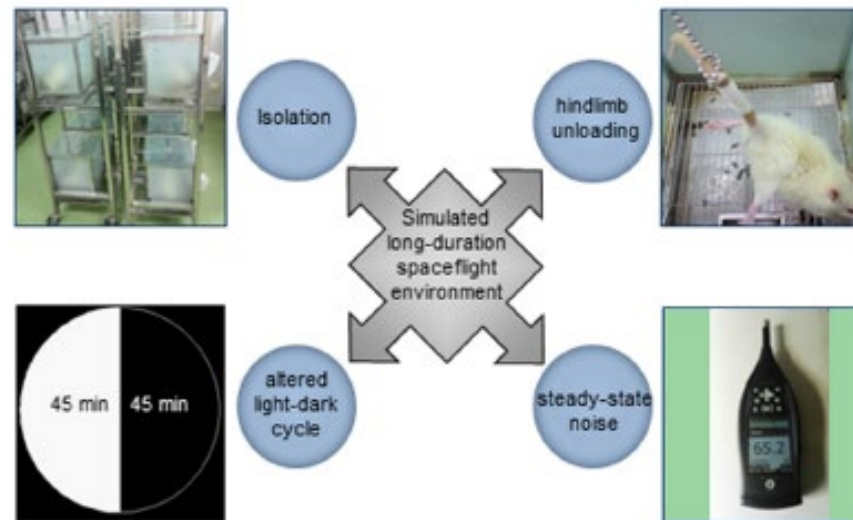 Isolation
hindlimb
unloading
Simulated
long-duration
spaceflight
environment
45 min
45 min
altered
light-dark
cycle
steady-state
noise
65.2